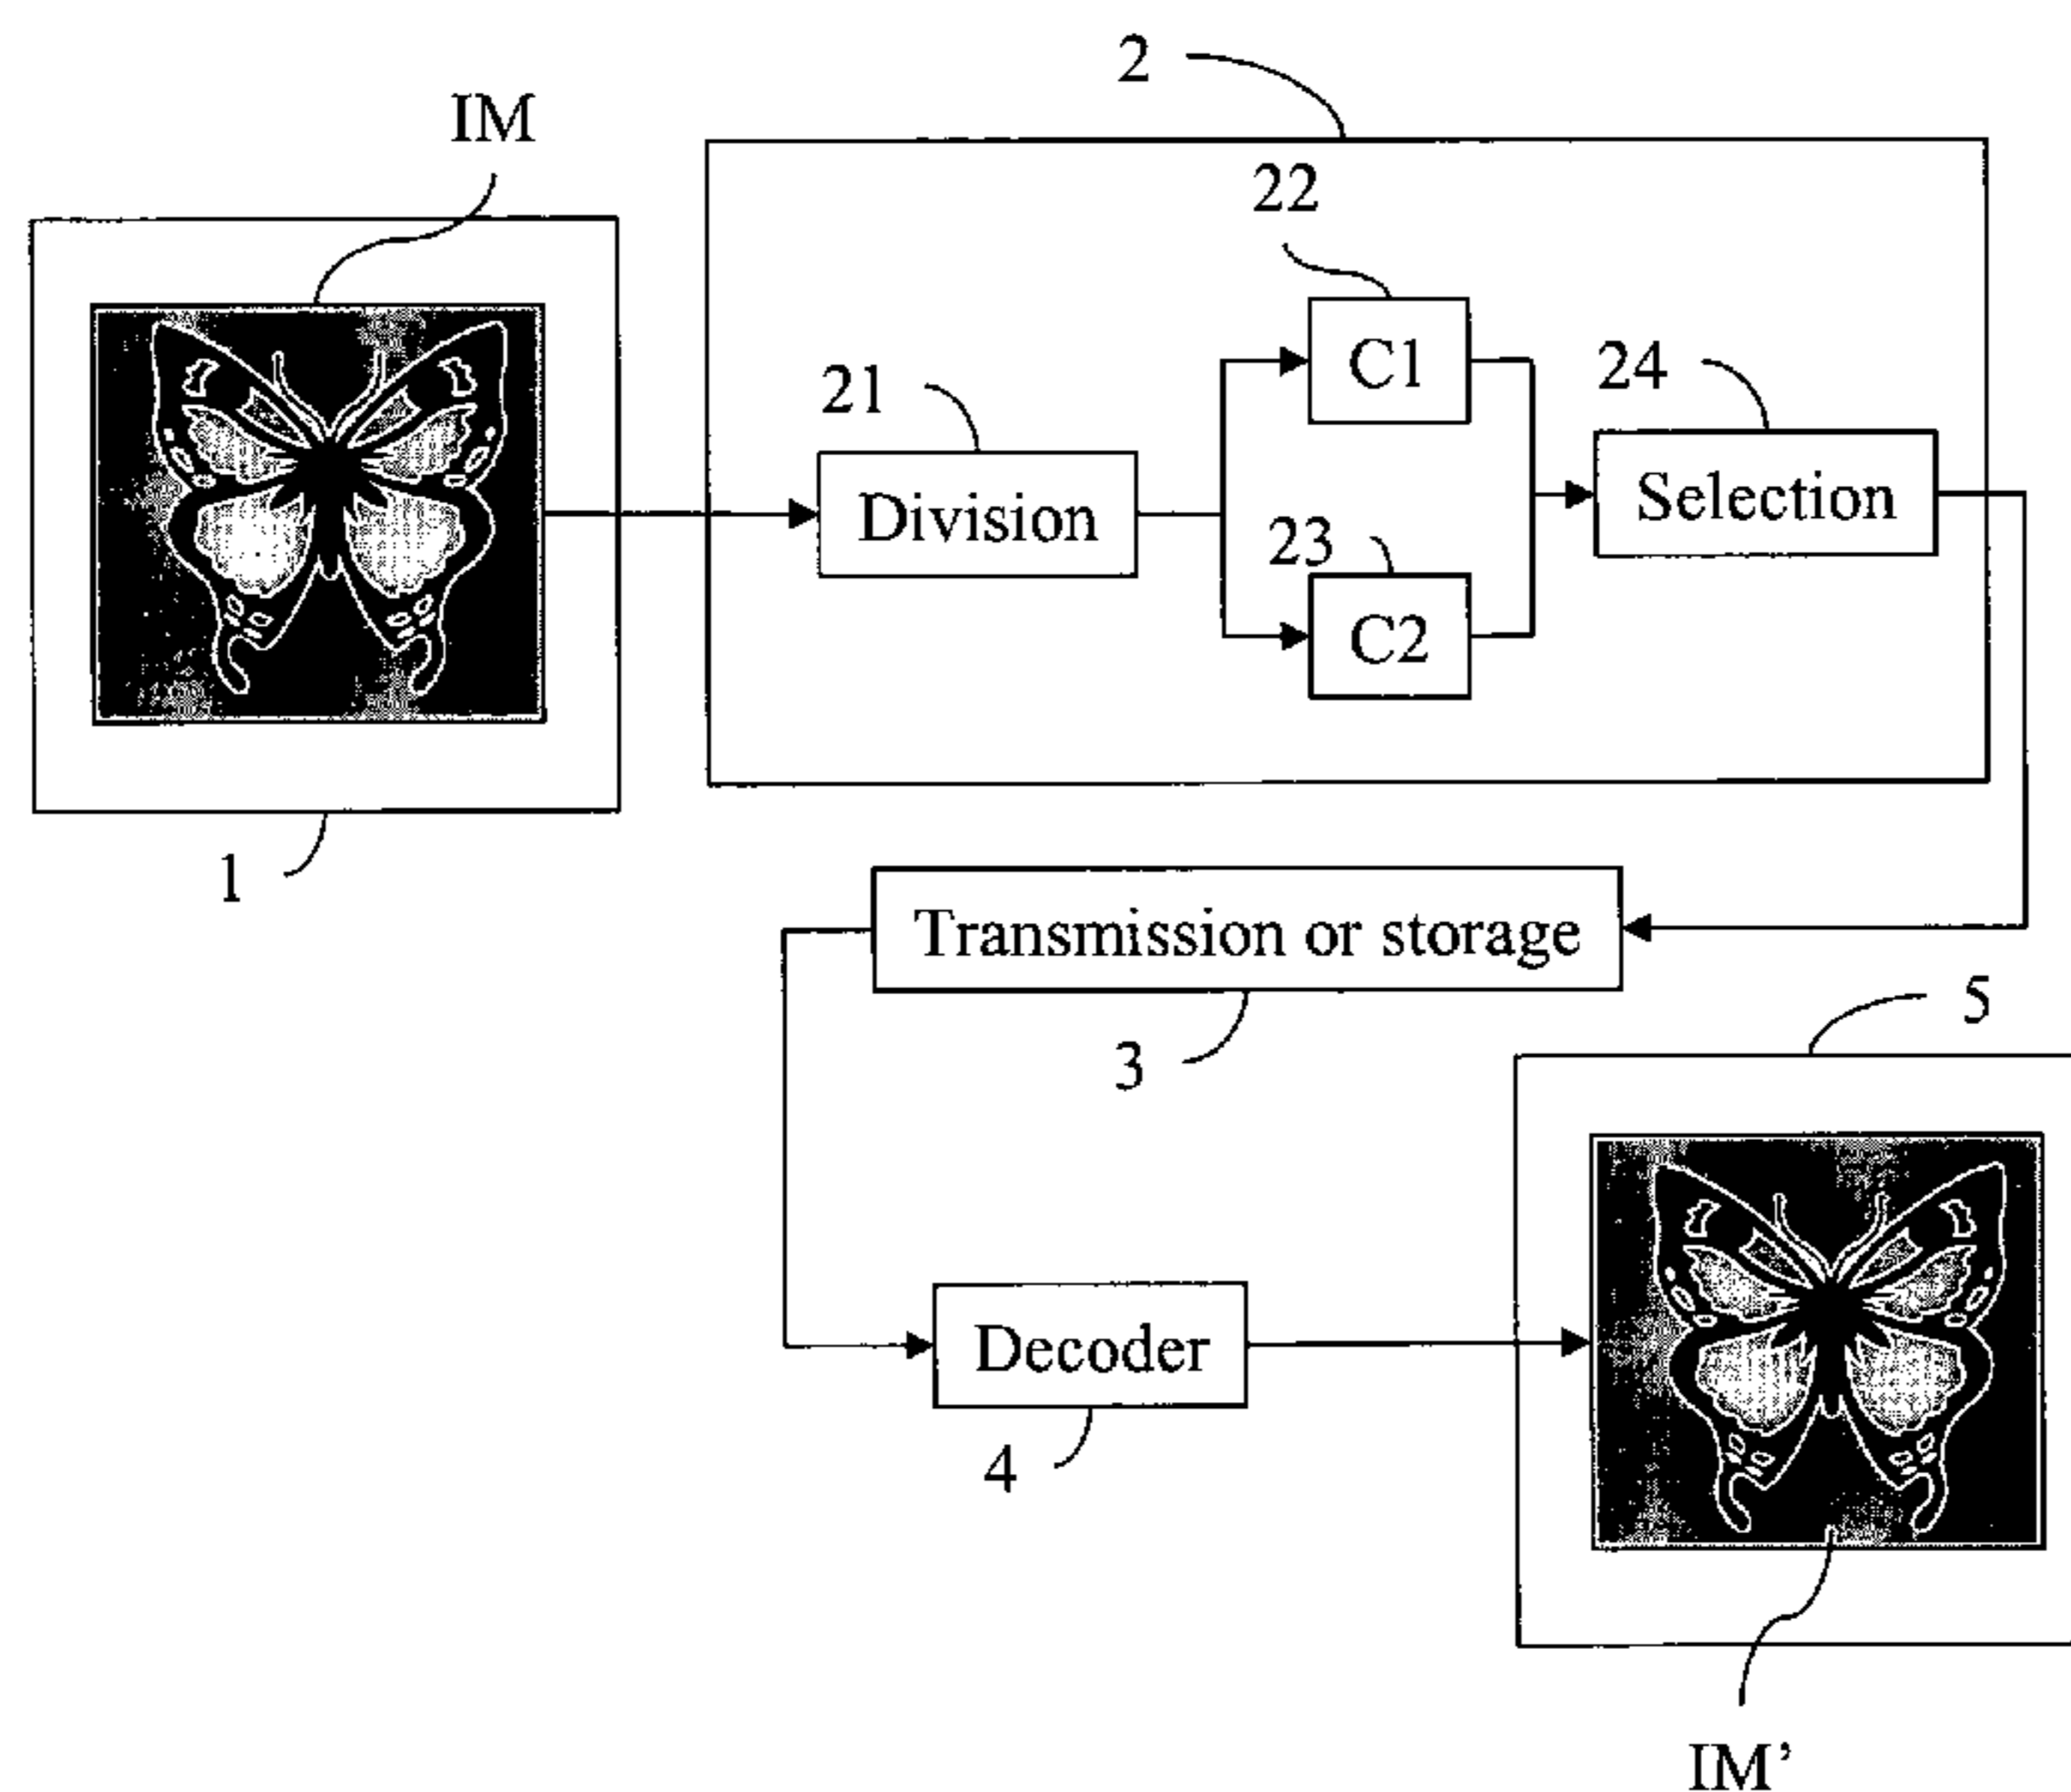 2
IM
22
C1
24
21
Selection
Division
23
C2
1
Transmission or storage
5
3
Decoder
4
IM’